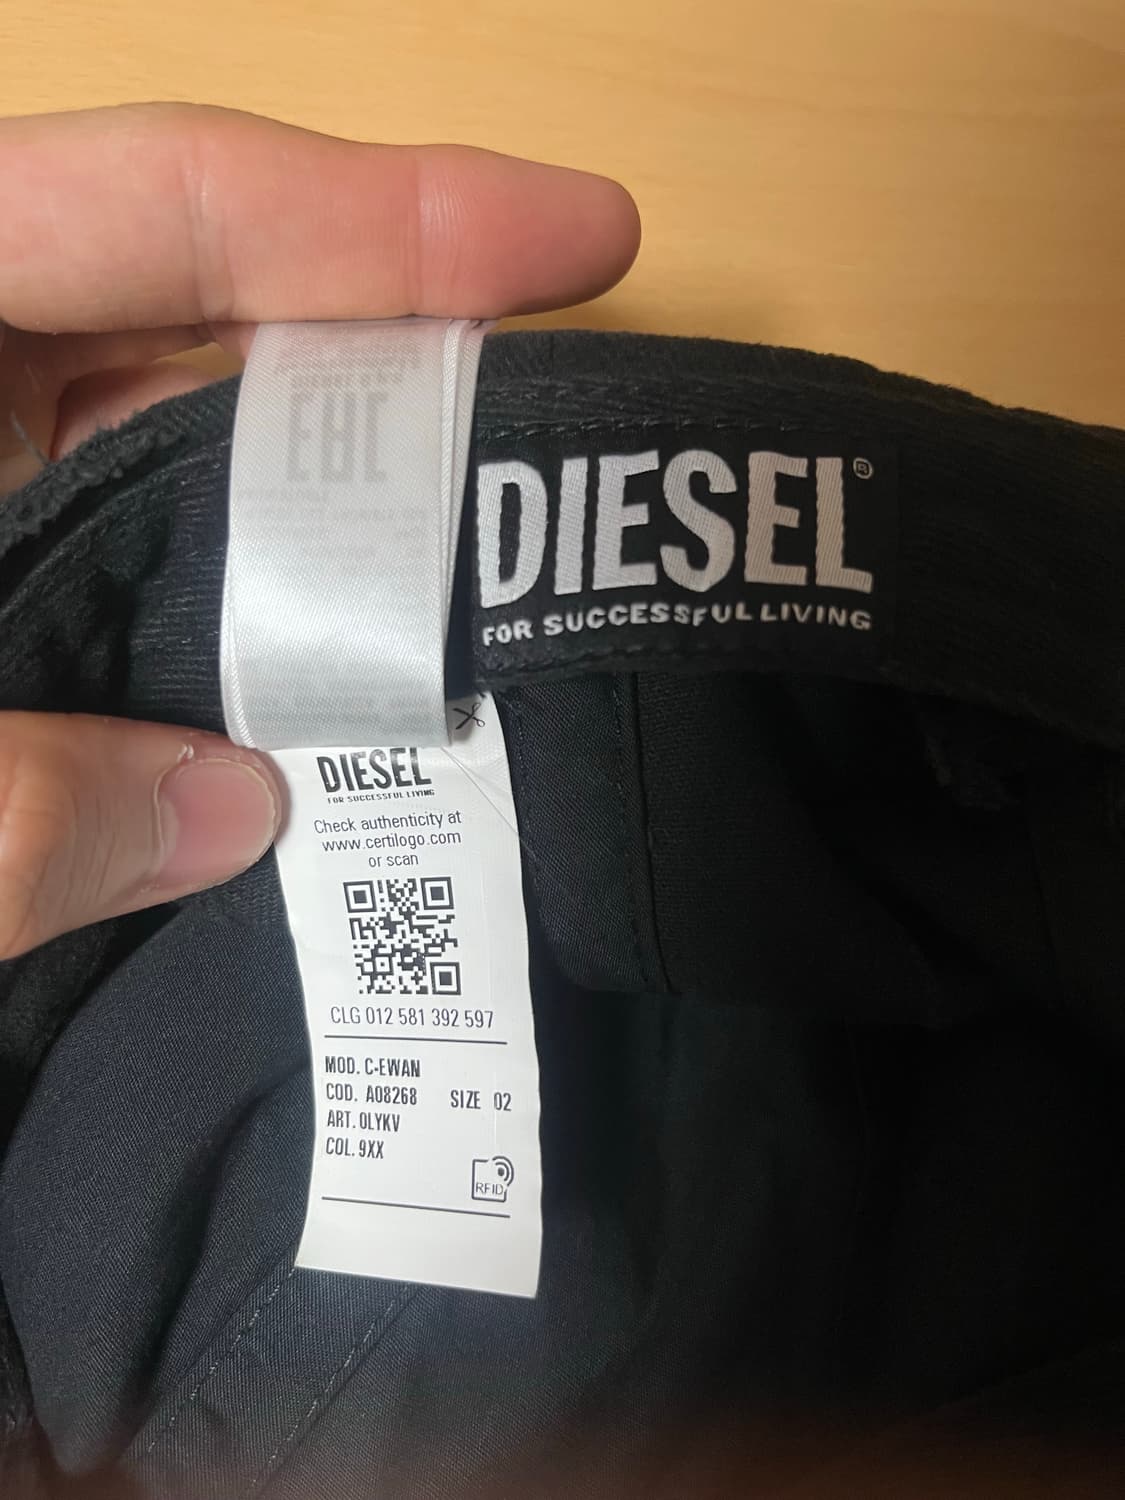 EAC
DIESEL®
FOR SUCCESSFUL LIVING
DIESEL
FOR SUCCESSFUL LIVING
Check authenticity at
www.certilogo.com
or scan
CLG 012 581 392 597
MOD. C-EWAN
COD. A08268 SIZE 02
ART. 0LYKV
COL. 9XX
RFID